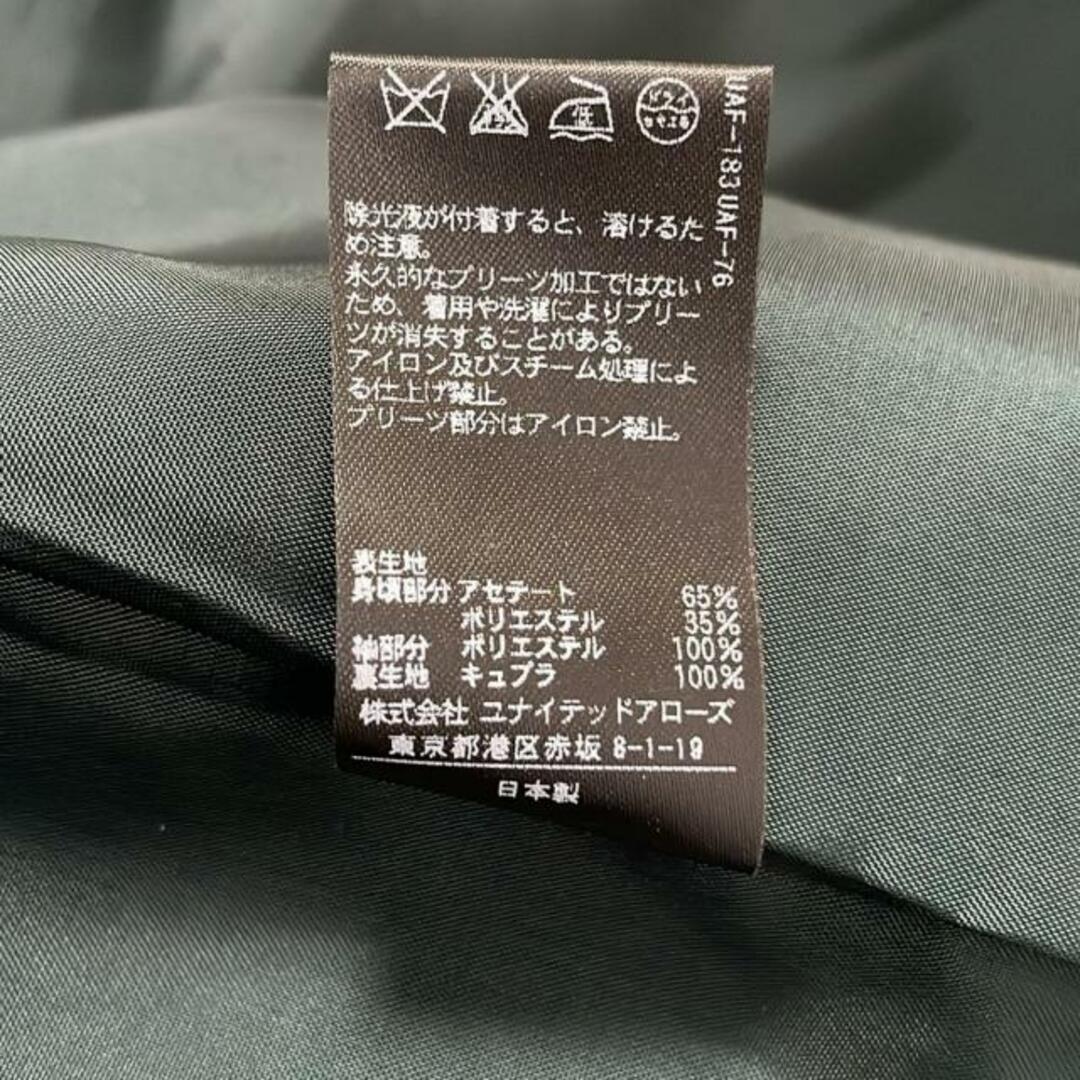 低
ドライ
セキユ系
UAF-183UAF-76
除光液が付着すると、溶けるた
め注意。
永久的なプリーツ加工ではない
ため、着用や洗濯によりプリー
ツが消失することがある。
アイロン及びスチーム処理によ
る仕上げ禁止。
プリーツ部分はアイロン禁止。
表生地
身頃部分 アセテート 65%
ポリエステル 35%
袖部分 ポリエステル 100%
裏生地 キュプラ 100%
株式会社 ユナイテッドアローズ
東京都港区赤坂 8-1-19
日本製